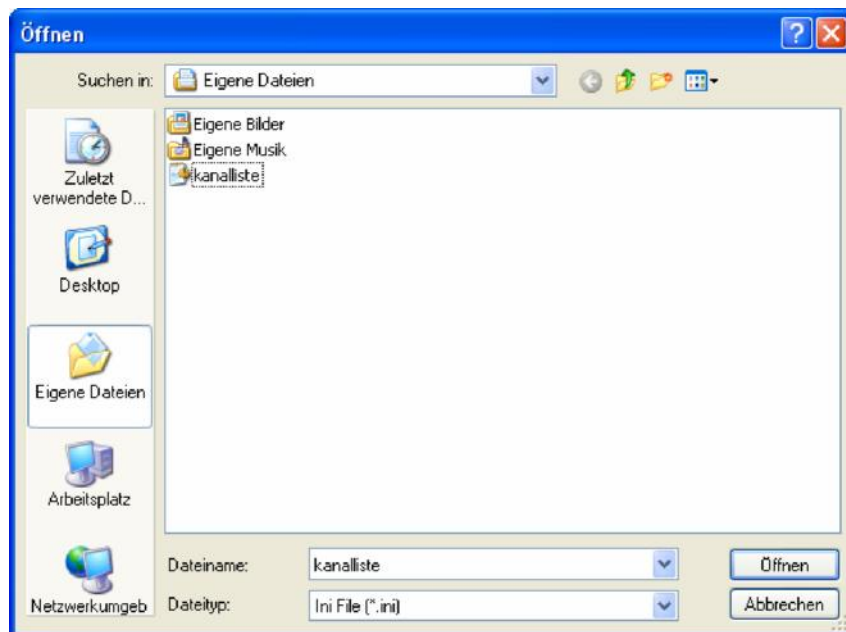 Öffnen
Suchen in:
Eigene Dateien
Zuletzt
verwendete D...
Desktop
Eigene Dateien
Arbeitsplatz
Netzwerkumgeb
Eigene Bilder
Eigene Musik
kanalliste
Dateiname:
kanalliste
Öffnen
Dateityp:
Ini File (*.ini)
Abbrechen